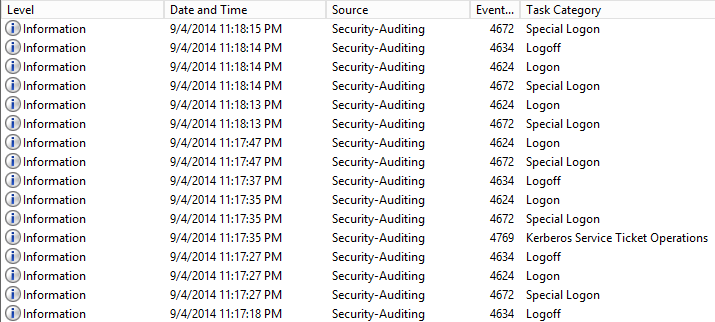 Level Date and Time Source Event... Task Category
Information 9/4/2014 11:18:15 PM Security-Auditing 4672 Special Logon
Information 9/4/2014 11:18:14 PM Security-Auditing 4634 Logoff
Information 9/4/2014 11:18:14 PM Security-Auditing 4624 Logon
Information 9/4/2014 11:18:14 PM Security-Auditing 4672 Special Logon
Information 9/4/2014 11:18:13 PM Security-Auditing 4624 Logon
Information 9/4/2014 11:18:13 PM Security-Auditing 4672 Special Logon
Information 9/4/2014 11:17:47 PM Security-Auditing 4624 Logon
Information 9/4/2014 11:17:47 PM Security-Auditing 4672 Special Logon
Information 9/4/2014 11:17:37 PM Security-Auditing 4634 Logoff
Information 9/4/2014 11:17:35 PM Security-Auditing 4624 Logon
Information 9/4/2014 11:17:35 PM Security-Auditing 4672 Special Logon
Information 9/4/2014 11:17:35 PM Security-Auditing 4769 Kerberos Service Ticket Operations
Information 9/4/2014 11:17:27 PM Security-Auditing 4634 Logoff
Information 9/4/2014 11:17:27 PM Security-Auditing 4624 Logon
Information 9/4/2014 11:17:27 PM Security-Auditing 4672 Special Logon
Information 9/4/2014 11:17:18 PM Security-Auditing 4634 Logoff